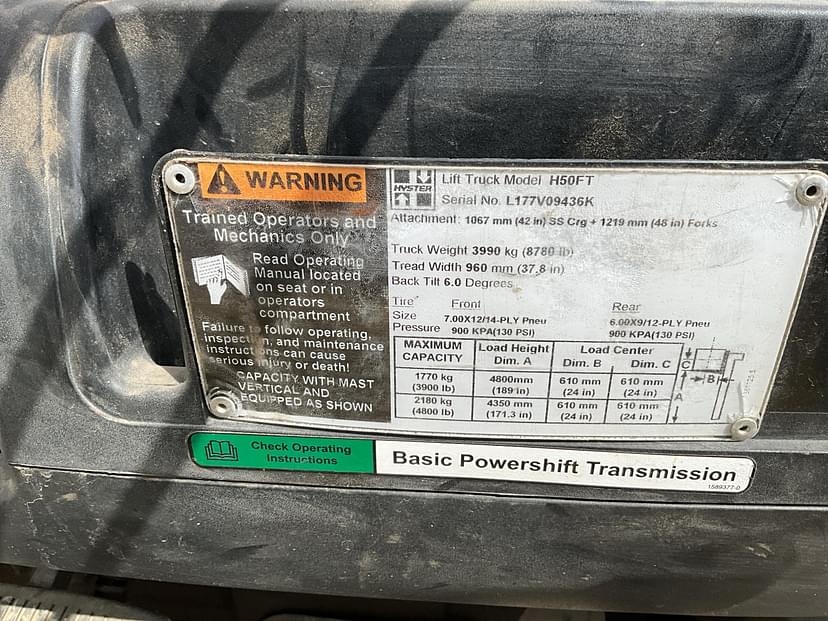 WARNING
Trained Operators and
Mechanics Only
Read Operating
Manual located
on seat or in
operators
compartment
Failure to follow operating,
inspection, and maintenance
instructions can cause
serious injury or death!
CAPACITY WITH MAST
VERTICAL AND
EQUIPPED AS SHOWN
HYSTER
Lift Truck Model H50FT
Serial No. L177V09436K
Attachment: 1067 mm (42 in) SS Crg + 1219 mm (48 in) Forks
Truck Weight 3990 kg (8780 lb)
Tread Width 960 mm (37.8 in)
Back Tilt 6.0 Degrees
Tire Front Rear
Size 7.00X12/14-PLY Pneu 6.00X9/12-PLY Pneu
Pressure 900 KPA(130 PSI) 900 KPA(130 PSI)
MAXIMUM CAPACITY Load Height Dim. A Load Center Dim. B Dim. C
1770 kg 4800mm 610 mm 610 mm
(3900 lb) (189 in) (24 in) (24 in)
2180 kg 4350 mm 610 mm 610 mm
(4800 lb) (171.3 in) (24 in) (24 in)
C
B
A
Check Operating
Instructions
Basic Powershift Transmission
1589377-0